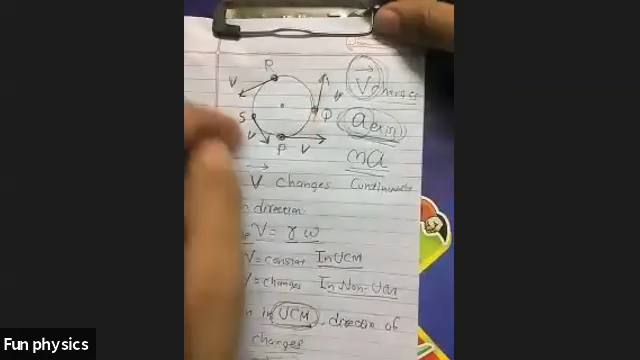 R
V
V changes
S
Q
a exist
V
P
V
ma
V changes continuously
direction.
V = r ω
V = constant In UCM
V = changes In Non-UCM
in UCM, direction of
changes
Fun physics